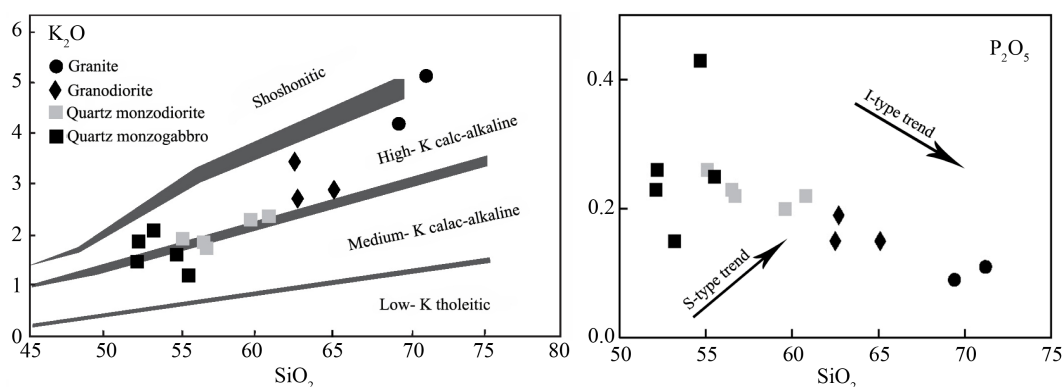 K2O
6
5
4
3
2
1
0
Granite
Granodiorite
Quartz monzodiorite
Quartz monzogabbro
Shoshonitic
High- K calc-alkaline
Medium- K calac-alkaline
Low- K tholeitic
45 50 55 60 65 70 75 80
SiO2
P2O5
0.4
0.2
0.0
I-type trend
S-type trend
50 55 60 65 70 75
SiO2